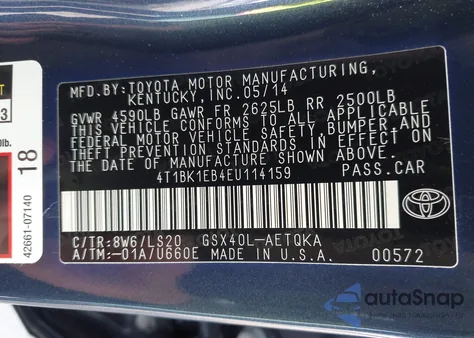 MFD.BY:TOYOTA MOTOR MANUFACTURING,
KENTUCKY, INC.05/14
GVWR 4590LB GAWR FR 2625LB RR 2500LB
THIS VEHICLE CONFORMS TO ALL APPLICABLE
FEDERAL MOTOR VEHICLE SAFETY, BUMPER,AND
THEFT PREVENTION STANDARDS IN EFFECT ON
THE DATE OF MANUFACTURE SHOWN ABOVE.
4T1BK1EB4EU114159 PASS.CAR
C/TR:8W6/LS20 GSX40L-AETQKA
A/TM:-01A/U660E MADE IN U.S.A. 00572
TOYOTA
3
lb.
18
42661-07140
autoSnap